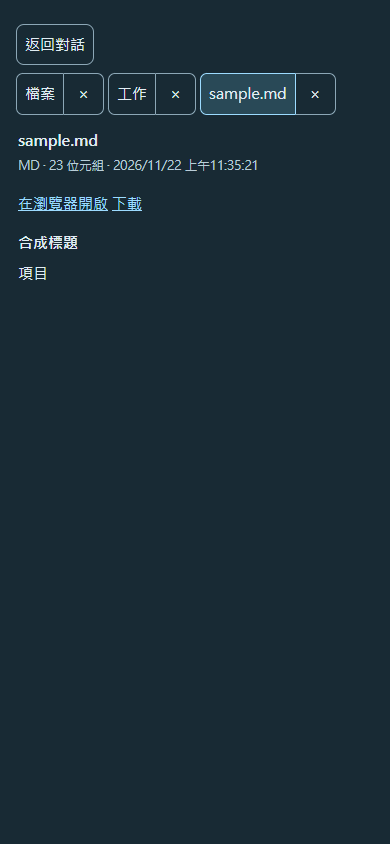 返回對話
檔案 × 工作 × sample.md ×
sample.md
MD · 23 位元組 · 2026/11/22 上午11:35:21
在瀏覽器開啟 下載
合成標題
項目